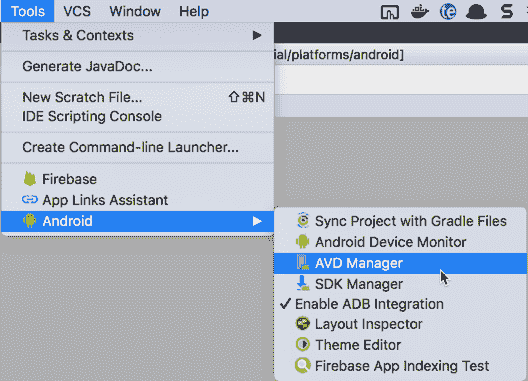 Tools VCS Window Help
Tasks & Contexts
ial/platforms/android]
Generate JavaDoc...
New Scratch File... ⇧⌘N
IDE Scripting Console
Create Command-line Launcher...
Firebase
App Links Assistant
Android
Sync Project with Gradle Files
Android Device Monitor
AVD Manager
SDK Manager
✓ Enable ADB Integration
Layout Inspector
Theme Editor
Firebase App Indexing Test